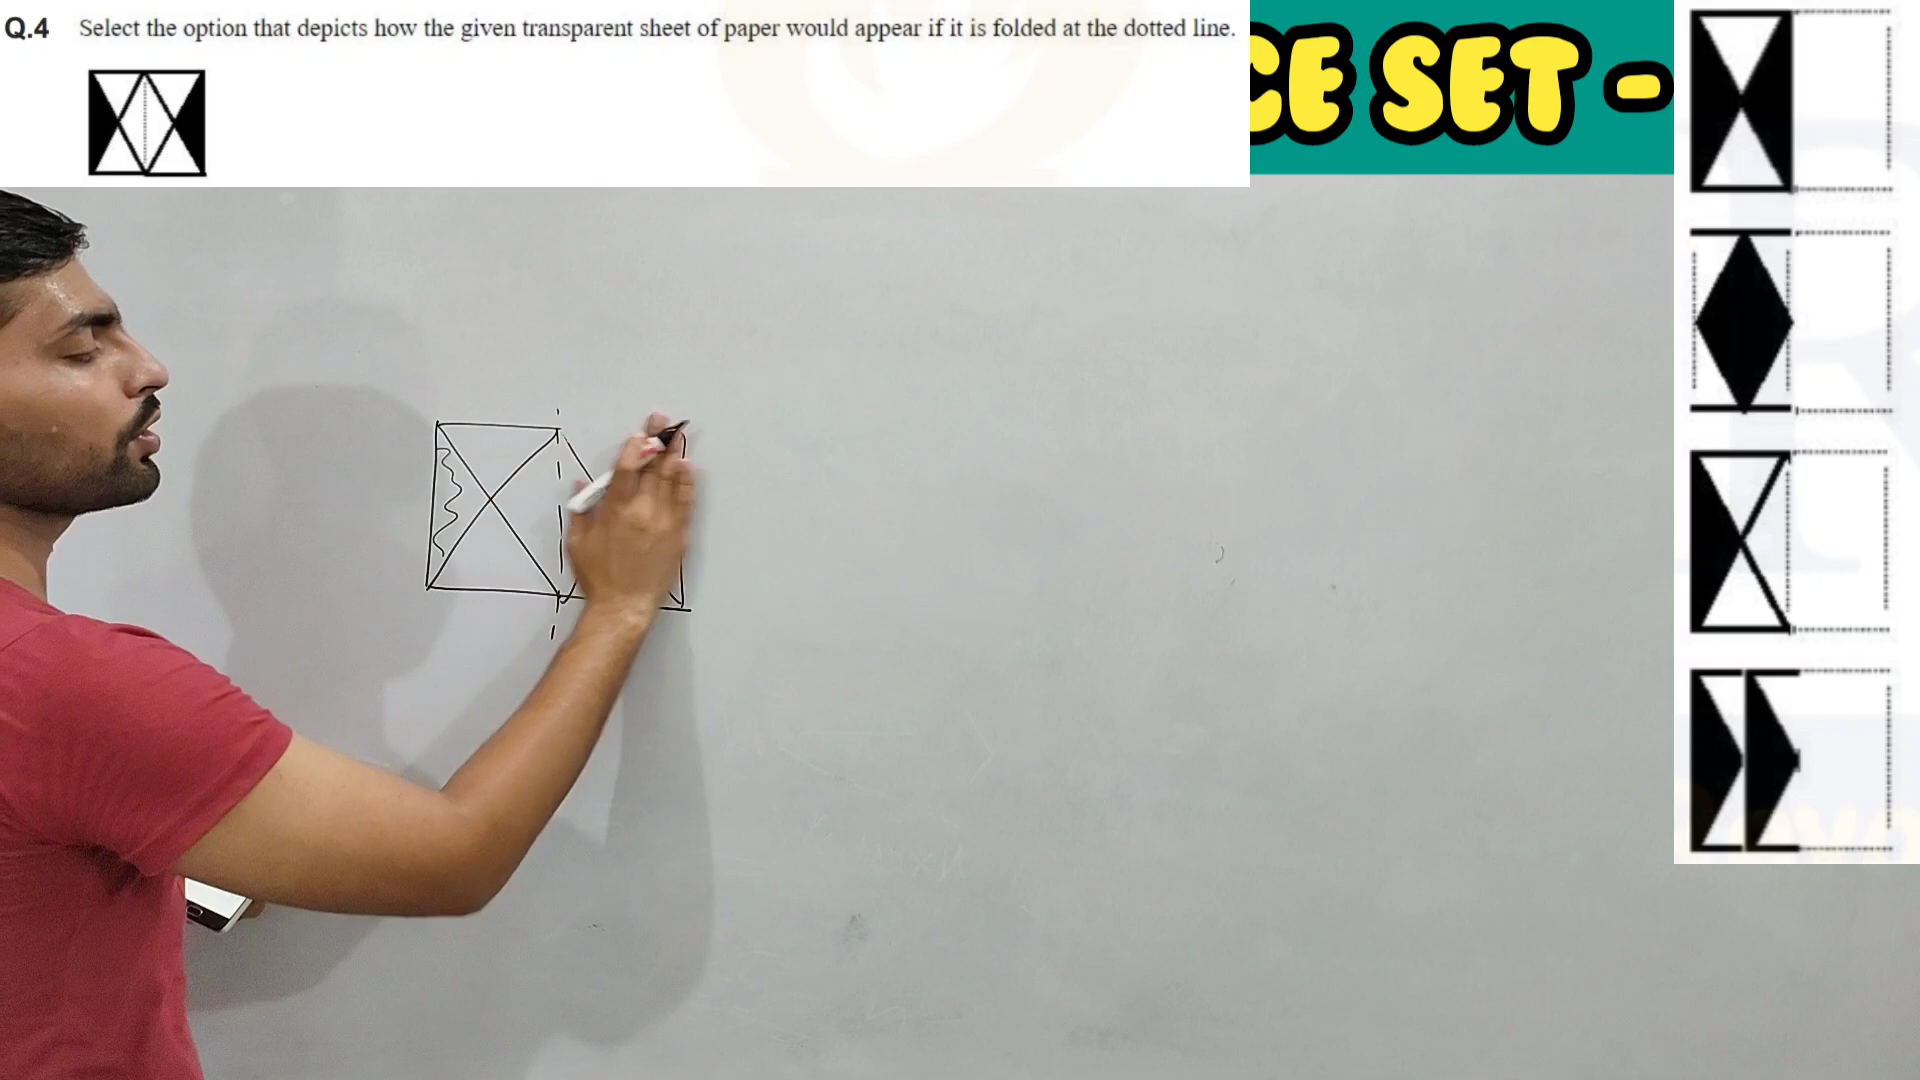 Q.4 Select the option that depicts how the given transparent sheet of paper would appear if it is folded at the dotted line.
CE SET -